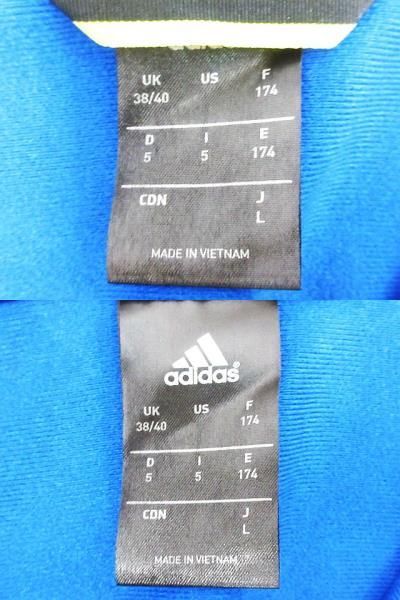 adidas
UK US F
38/40 174
D I E
5 5 174
CDN J
L
MADE IN VIETNAM
adidas®
UK US F
38/40 174
D I E
5 5 174
CDN J
L
MADE IN VIETNAM